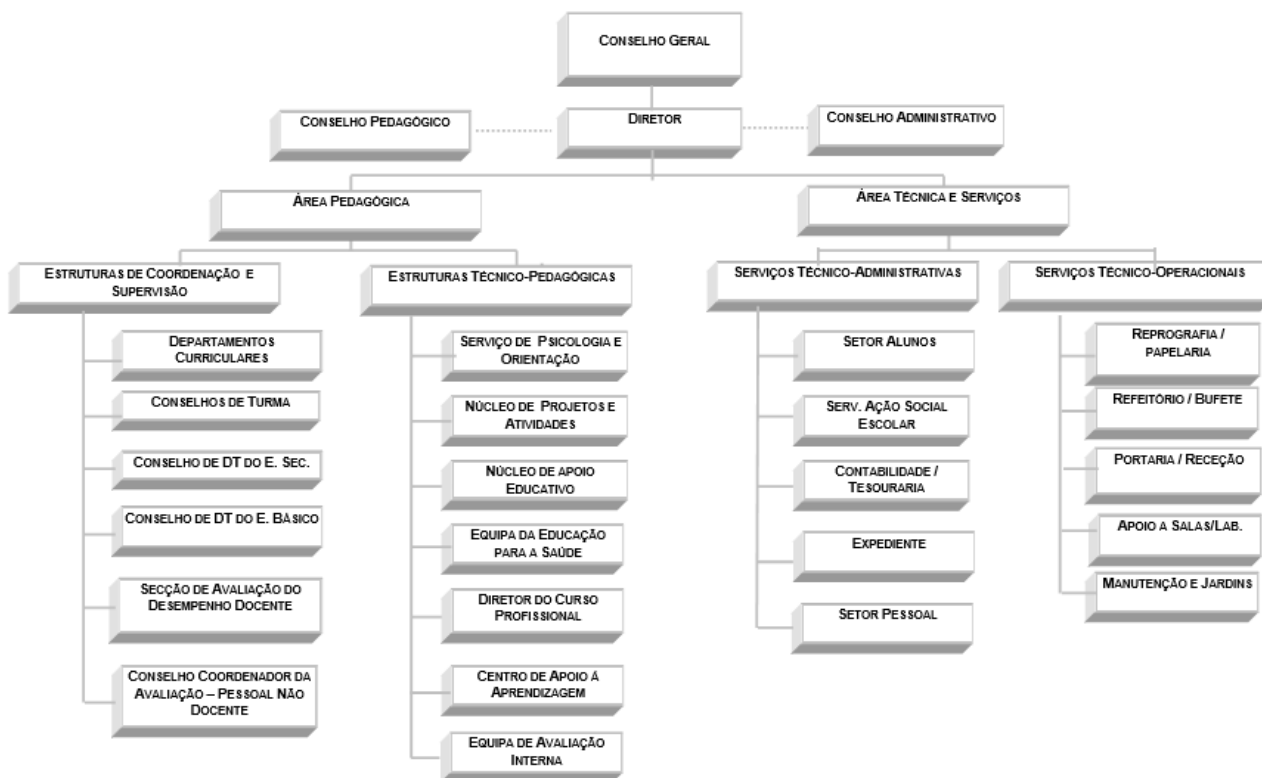 CONSELHO GERAL
CONSELHO PEDAGÓGICO
DIRETOR
CONSELHO ADMINISTRATIVO
ÁREA PEDAGÓGICA
ÁREA TÉCNICA E SERVIÇOS
ESTRUTURAS DE COORDENAÇÃO E
SUPERVISÃO
ESTRUTURAS TÉCNICO-PEDAGÓGICAS
SERVIÇOS TÉCNICO-ADMINISTRATIVAS
SERVIÇOS TÉCNICO-OPERACIONAIS
DEPARTAMENTOS
CURRICULARES
CONSELHOS DE TURMA
CONSELHO DE DT DO E. SEC.
CONSELHO DE DT DO E. BÁSICO
SECÇÃO DE AVALIAÇÃO DO
DESEMPENHO DOCENTE
CONSELHO COORDENADOR DA
AVALIAÇÃO – PESSOAL NÃO
DOCENTE
SERVIÇO DE PSICOLOGIA E
ORIENTAÇÃO
NÚCLEO DE PROJETOS E
ATIVIDADES
NÚCLEO DE APOIO
EDUCATIVO
EQUIPA DA EDUCAÇÃO
PARA A SAÚDE
DIRETOR DO CURSO
PROFISSIONAL
CENTRO DE APOIO Á
APRENDIZAGEM
EQUIPA DE AVALIAÇÃO
INTERNA
SETOR ALUNOS
SERV. AÇÃO SOCIAL
ESCOLAR
CONTABILIDADE /
TESOURARIA
EXPEDIENTE
SETOR PESSOAL
REPROGRAFIA /
PAPELARIA
REFEITÓRIO / BUFETE
PORTARIA / RECEÇÃO
APOIO A SALAS/LAB.
MANUTENÇÃO E JARDINS